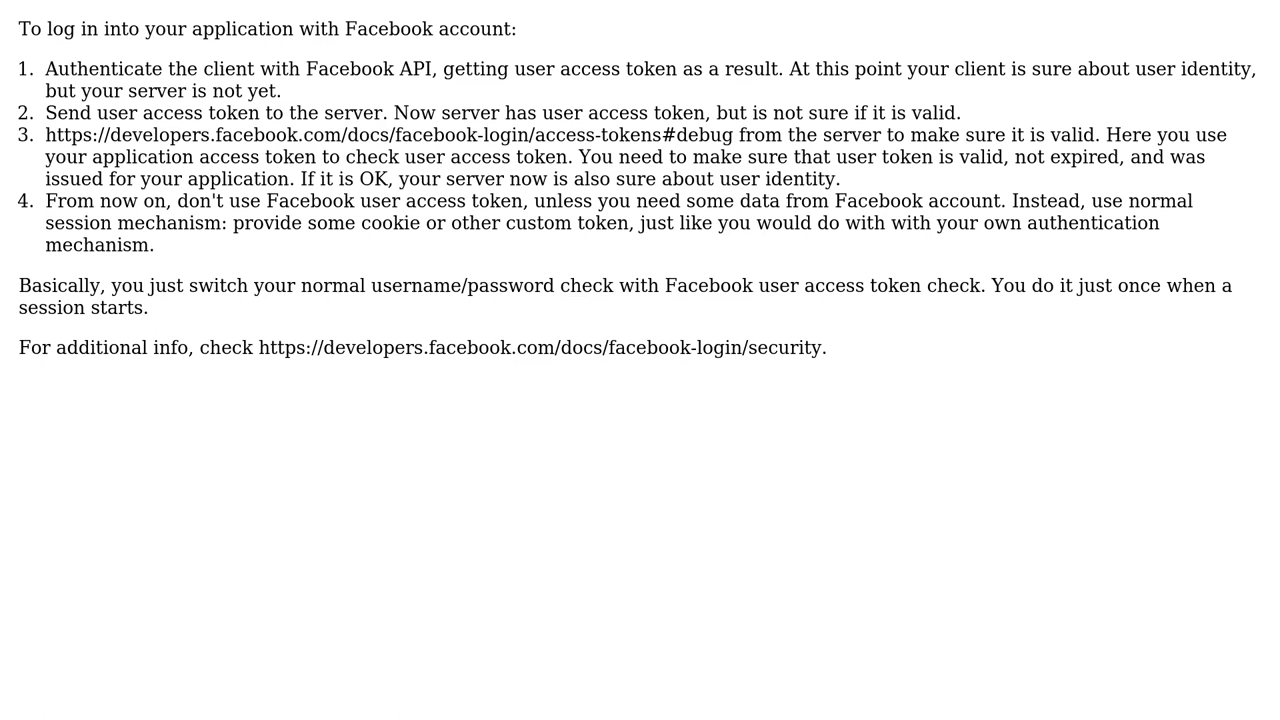 To log in into your application with Facebook account:
1. Authenticate the client with Facebook API, getting user access token as a result. At this point your client is sure about user identity,
but your server is not yet.
2. Send user access token to the server. Now server has user access token, but is not sure if it is valid.
3. https://developers.facebook.com/docs/facebook-login/access-tokens#debug from the server to make sure it is valid. Here you use
your application access token to check user access token. You need to make sure that user token is valid, not expired, and was
issued for your application. If it is OK, your server now is also sure about user identity.
4. From now on, don't use Facebook user access token, unless you need some data from Facebook account. Instead, use normal
session mechanism: provide some cookie or other custom token, just like you would do with with your own authentication
mechanism.
Basically, you just switch your normal username/password check with Facebook user access token check. You do it just once when a
session starts.
For additional info, check https://developers.facebook.com/docs/facebook-login/security.